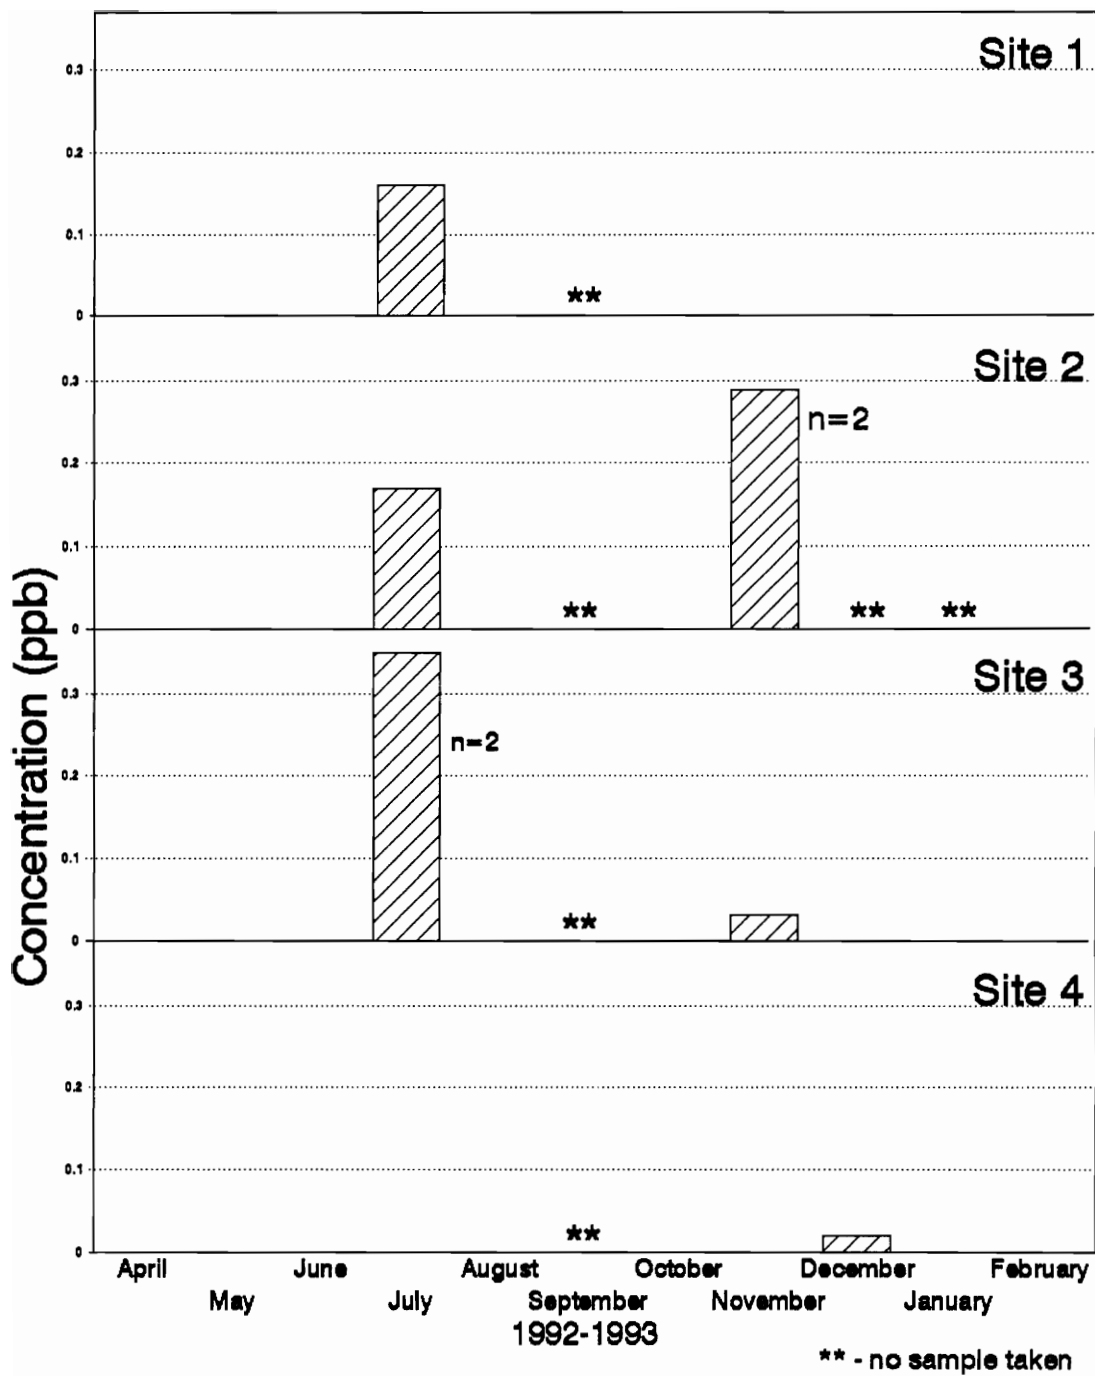 Site 1
0.3
0.2
0.1
**
0
Site 2
0.3
n=2
0.2
0.1
** ** **
0
Site 3
0.3
n=2
0.2
0.1
**
0
Site 4
0.3
0.2
0.1
**
0
Concentration (ppb)
April June August October December February
May July September November January
1992-1993
** - no sample taken